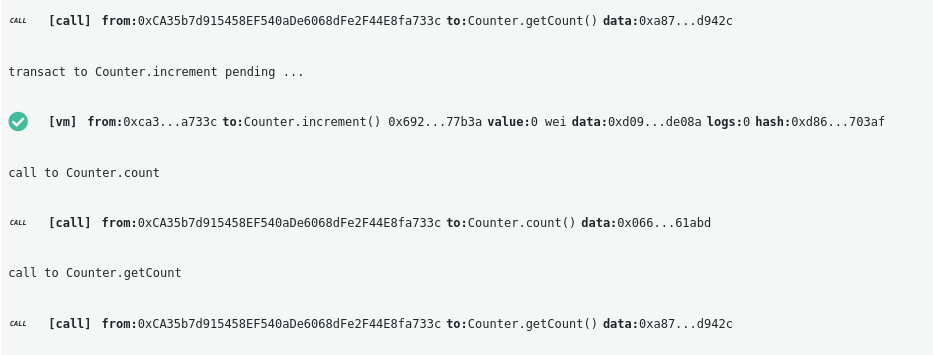 CALL [call] from:0xCA35b7d915458EF540aDe6068dFe2F44E8fa733c to:Counter.getCount() data:0xa87...d942c
transact to Counter.increment pending ...
[vm] from:0xca3...a733c to:Counter.increment() 0x692...77b3a value:0 wei data:0xd09...de08a logs:0 hash:0xd86...703af
call to Counter.count
CALL [call] from:0xCA35b7d915458EF540aDe6068dFe2F44E8fa733c to:Counter.count() data:0x066...61abd
call to Counter.getCount
CALL [call] from:0xCA35b7d915458EF540aDe6068dFe2F44E8fa733c to:Counter.getCount() data:0xa87...d942c